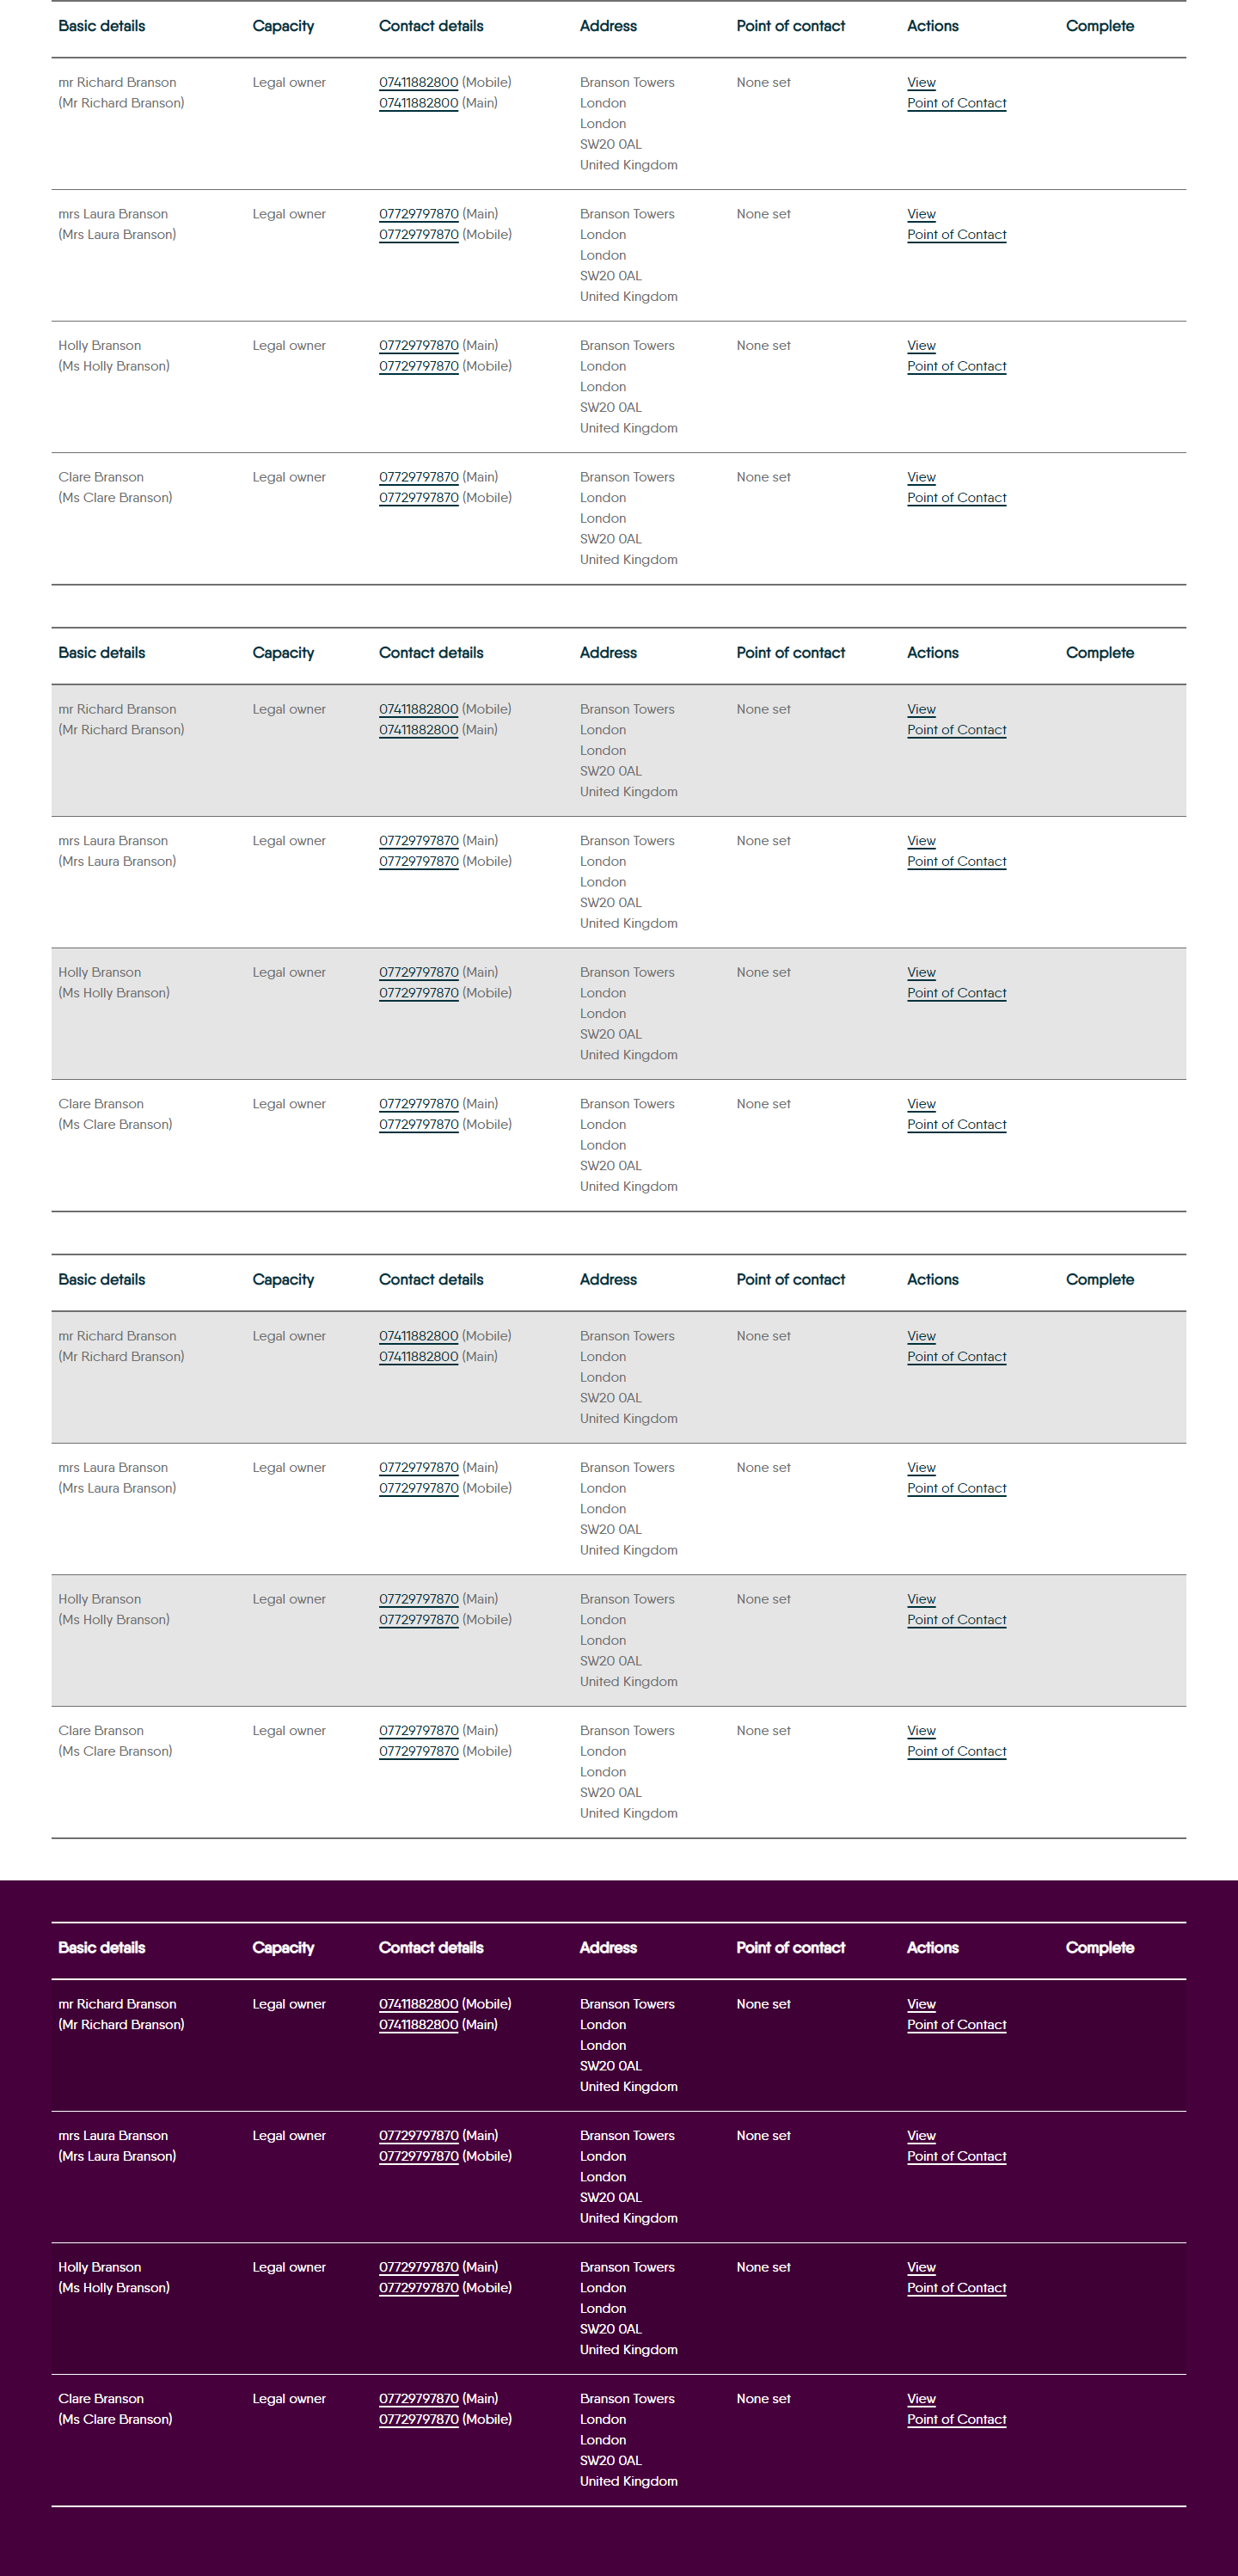 Basic details Capacity Contact details Address Point of contact Actions Complete
mr Richard Branson Legal owner 07411882800 (Mobile) Branson Towers None set View
(Mr Richard Branson) 07411882800 (Main) London Point of Contact
London
SW20 0AL
United Kingdom
mrs Laura Branson Legal owner 07729797870 (Main) Branson Towers None set View
(Mrs Laura Branson) 07729797870 (Mobile) London Point of Contact
London
SW20 0AL
United Kingdom
Holly Branson Legal owner 07729797870 (Main) Branson Towers None set View
(Ms Holly Branson) 07729797870 (Mobile) London Point of Contact
London
SW20 0AL
United Kingdom
Clare Branson Legal owner 07729797870 (Main) Branson Towers None set View
(Ms Clare Branson) 07729797870 (Mobile) London Point of Contact
London
SW20 0AL
United Kingdom
Basic details Capacity Contact details Address Point of contact Actions Complete
mr Richard Branson Legal owner 07411882800 (Mobile) Branson Towers None set View
(Mr Richard Branson) 07411882800 (Main) London Point of Contact
London
SW20 0AL
United Kingdom
mrs Laura Branson Legal owner 07729797870 (Main) Branson Towers None set View
(Mrs Laura Branson) 07729797870 (Mobile) London Point of Contact
London
SW20 0AL
United Kingdom
Holly Branson Legal owner 07729797870 (Main) Branson Towers None set View
(Ms Holly Branson) 07729797870 (Mobile) London Point of Contact
London
SW20 0AL
United Kingdom
Clare Branson Legal owner 07729797870 (Main) Branson Towers None set View
(Ms Clare Branson) 07729797870 (Mobile) London Point of Contact
London
SW20 0AL
United Kingdom
Basic details Capacity Contact details Address Point of contact Actions Complete
mr Richard Branson Legal owner 07411882800 (Mobile) Branson Towers None set View
(Mr Richard Branson) 07411882800 (Main) London Point of Contact
London
SW20 0AL
United Kingdom
mrs Laura Branson Legal owner 07729797870 (Main) Branson Towers None set View
(Mrs Laura Branson) 07729797870 (Mobile) London Point of Contact
London
SW20 0AL
United Kingdom
Holly Branson Legal owner 07729797870 (Main) Branson Towers None set View
(Ms Holly Branson) 07729797870 (Mobile) London Point of Contact
London
SW20 0AL
United Kingdom
Clare Branson Legal owner 07729797870 (Main) Branson Towers None set View
(Ms Clare Branson) 07729797870 (Mobile) London Point of Contact
London
SW20 0AL
United Kingdom
Basic details Capacity Contact details Address Point of contact Actions Complete
mr Richard Branson Legal owner 07411882800 (Mobile) Branson Towers None set View
(Mr Richard Branson) 07411882800 (Main) London Point of Contact
London
SW20 0AL
United Kingdom
mrs Laura Branson Legal owner 07729797870 (Main) Branson Towers None set View
(Mrs Laura Branson) 07729797870 (Mobile) London Point of Contact
London
SW20 0AL
United Kingdom
Holly Branson Legal owner 07729797870 (Main) Branson Towers None set View
(Ms Holly Branson) 07729797870 (Mobile) London Point of Contact
London
SW20 0AL
United Kingdom
Clare Branson Legal owner 07729797870 (Main) Branson Towers None set View
(Ms Clare Branson) 07729797870 (Mobile) London Point of Contact
London
SW20 0AL
United Kingdom